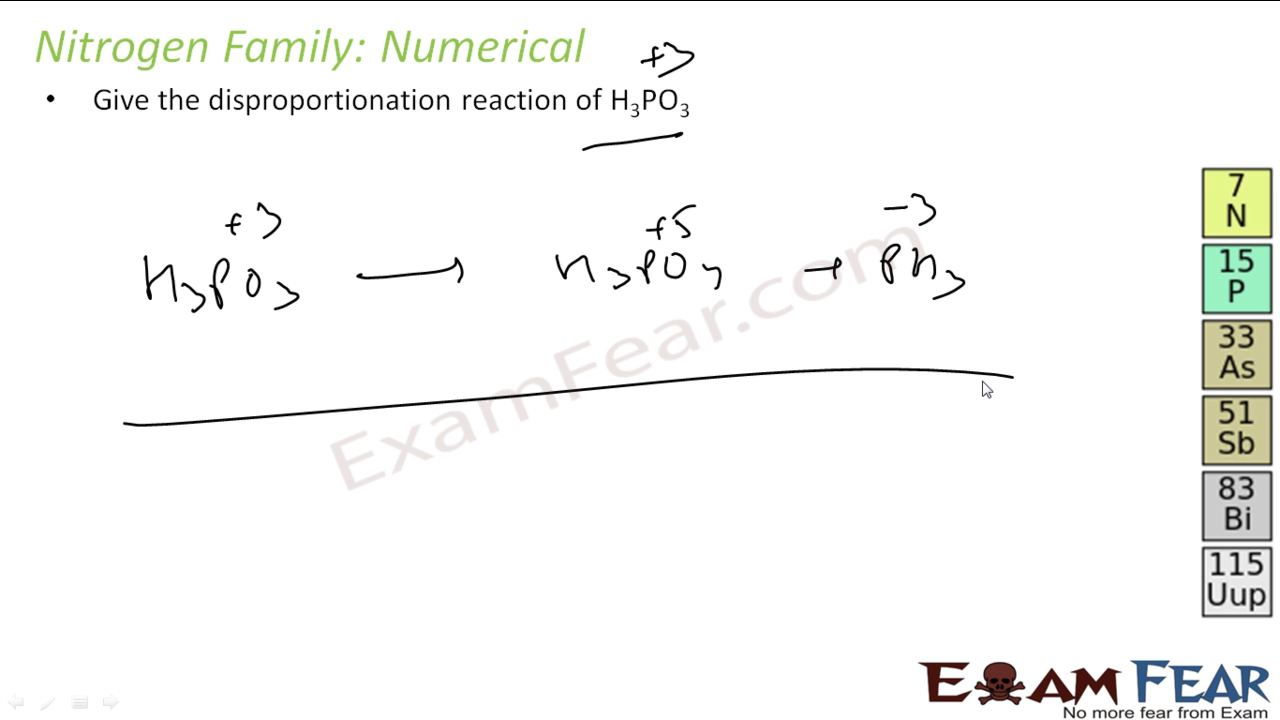 Nitrogen Family: Numerical
+3
• Give the disproportionation reaction of H₃PO₃
+3 +5 -3
H₃PO₃ ⟶ H₃PO₄ + PH₃
ExamFear.com
7
N
15
P
33
As
51
Sb
83
Bi
115
Uup
EXAM FEAR
No more fear from Exam